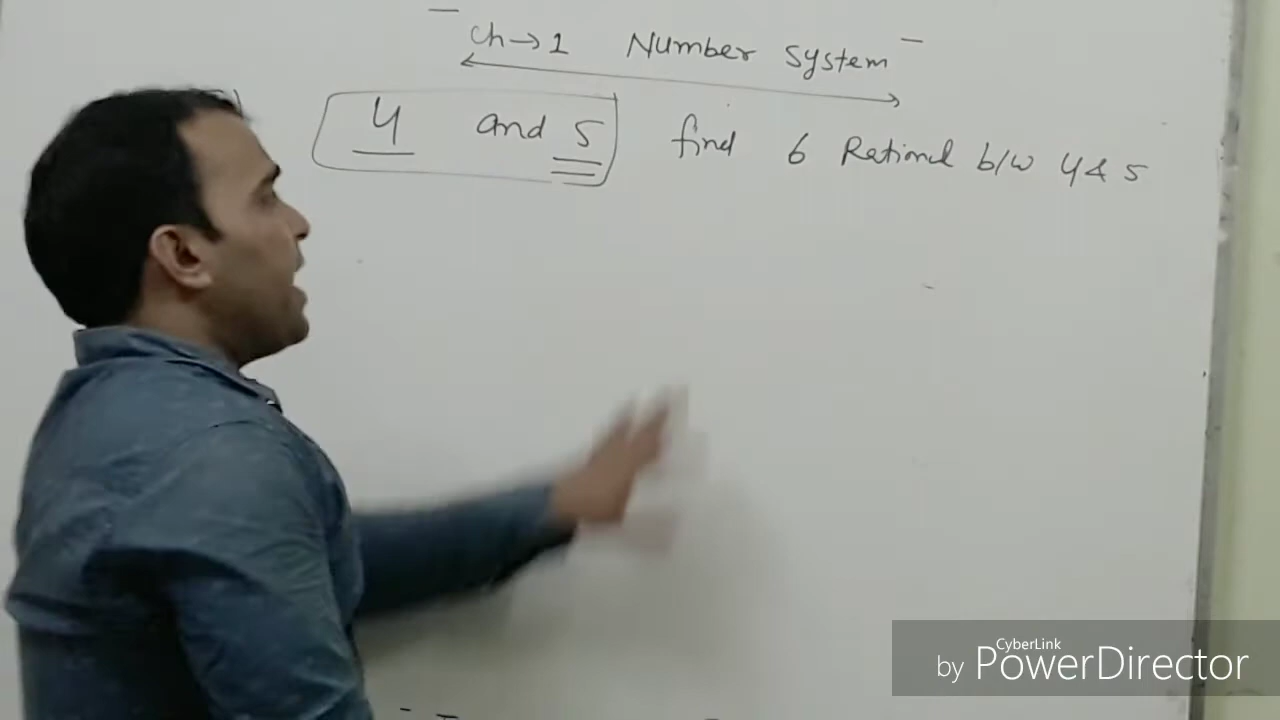 Ch→1 Number System
4 and 5 find 6 Rational b/w 4 & 5
CyberLink
by PowerDirector